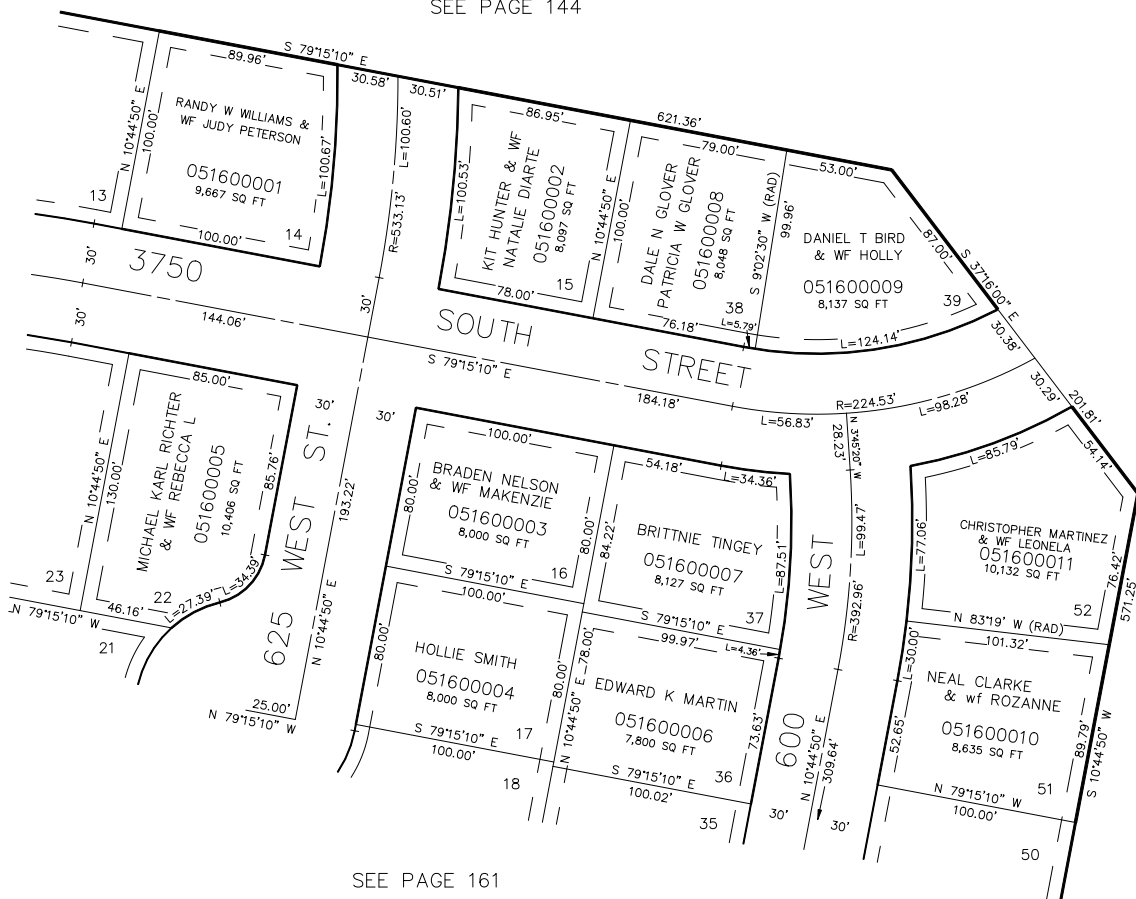 SEE PAGE 144
S 79°15'10" E
89.96'
30.58'
30.51'
621.36'
N 10°44'50" E
100.00'
RANDY W WILLIAMS &
WF JUDY PETERSON
051600001
9,667 SQ FT
L=100.67'
13
14
100.00'
L=100.60'
R=533.13'
86.95'
L=100.53'
KIT HUNTER & WF
NATALIE DIARTE
051600002
8,097 SQ FT
15
78.00'
N 10°44'50" E
100.00'
79.00'
DALE N GLOVER
PATRICIA W GLOVER
051600008
8,048 SQ FT
38
76.18'
L=5.79'
S 9°02'30" W (RAD)
99.96'
53.00'
DANIEL T BIRD
& WF HOLLY
051600009
8,137 SQ FT
39
87.00'
S 37°16'00" E
L=124.14'
30.38'
30.29'
201.81'
30'
3750
SOUTH
STREET
30'
30'
144.06'
S 79°15'10" E
184.18'
L=56.83'
R=224.53'
L=98.28'
N 3°45'20" W
28.23'
85.00'
30'
30'
N 10°44'50" E
130.00'
MICHAEL KARL RICHTER
& WF REBECCA L
051600005
10,406 SQ FT
85.76'
L=34.39'
L=27.39'
22
23
46.16'
N 79°15'10" W
21
625
WEST ST.
193.22'
N 10°44'50" E
25.00'
N 79°15'10" W
100.00'
80.00'
BRADEN NELSON
& WF MAKENZIE
051600003
8,000 SQ FT
16
80.00'
84.22'
S 79°15'10" E
100.00'
54.18'
L=34.36'
BRITTNIE TINGEY
051600007
8,127 SQ FT
37
L=87.51'
S 79°15'10" E
99.97'
L=4.36'
80.00'
HOLLIE SMITH
051600004
8,000 SQ FT
17
80.00'
S 79°15'10" E
100.00'
18
N 10°44'50" E
78.00'
EDWARD K MARTIN
051600006
7,800 SQ FT
36
73.63'
S 79°15'10" E
100.02'
35
600
WEST
L=99.47'
R=392.96'
N 10°44'50" E
309.64'
30'
30'
L=85.79'
54.14'
L=77.06'
CHRISTOPHER MARTINEZ
& WF LEONELA
051600011
10,132 SQ FT
52
76.42'
571.25'
N 83°19' W (RAD)
101.32'
L=30.00'
NEAL CLARKE
& wf ROZANNE
051600010
8,635 SQ FT
51
52.65'
89.79'
S 10°44'50" W
N 79°15'10" W
100.00'
50
SEE PAGE 161